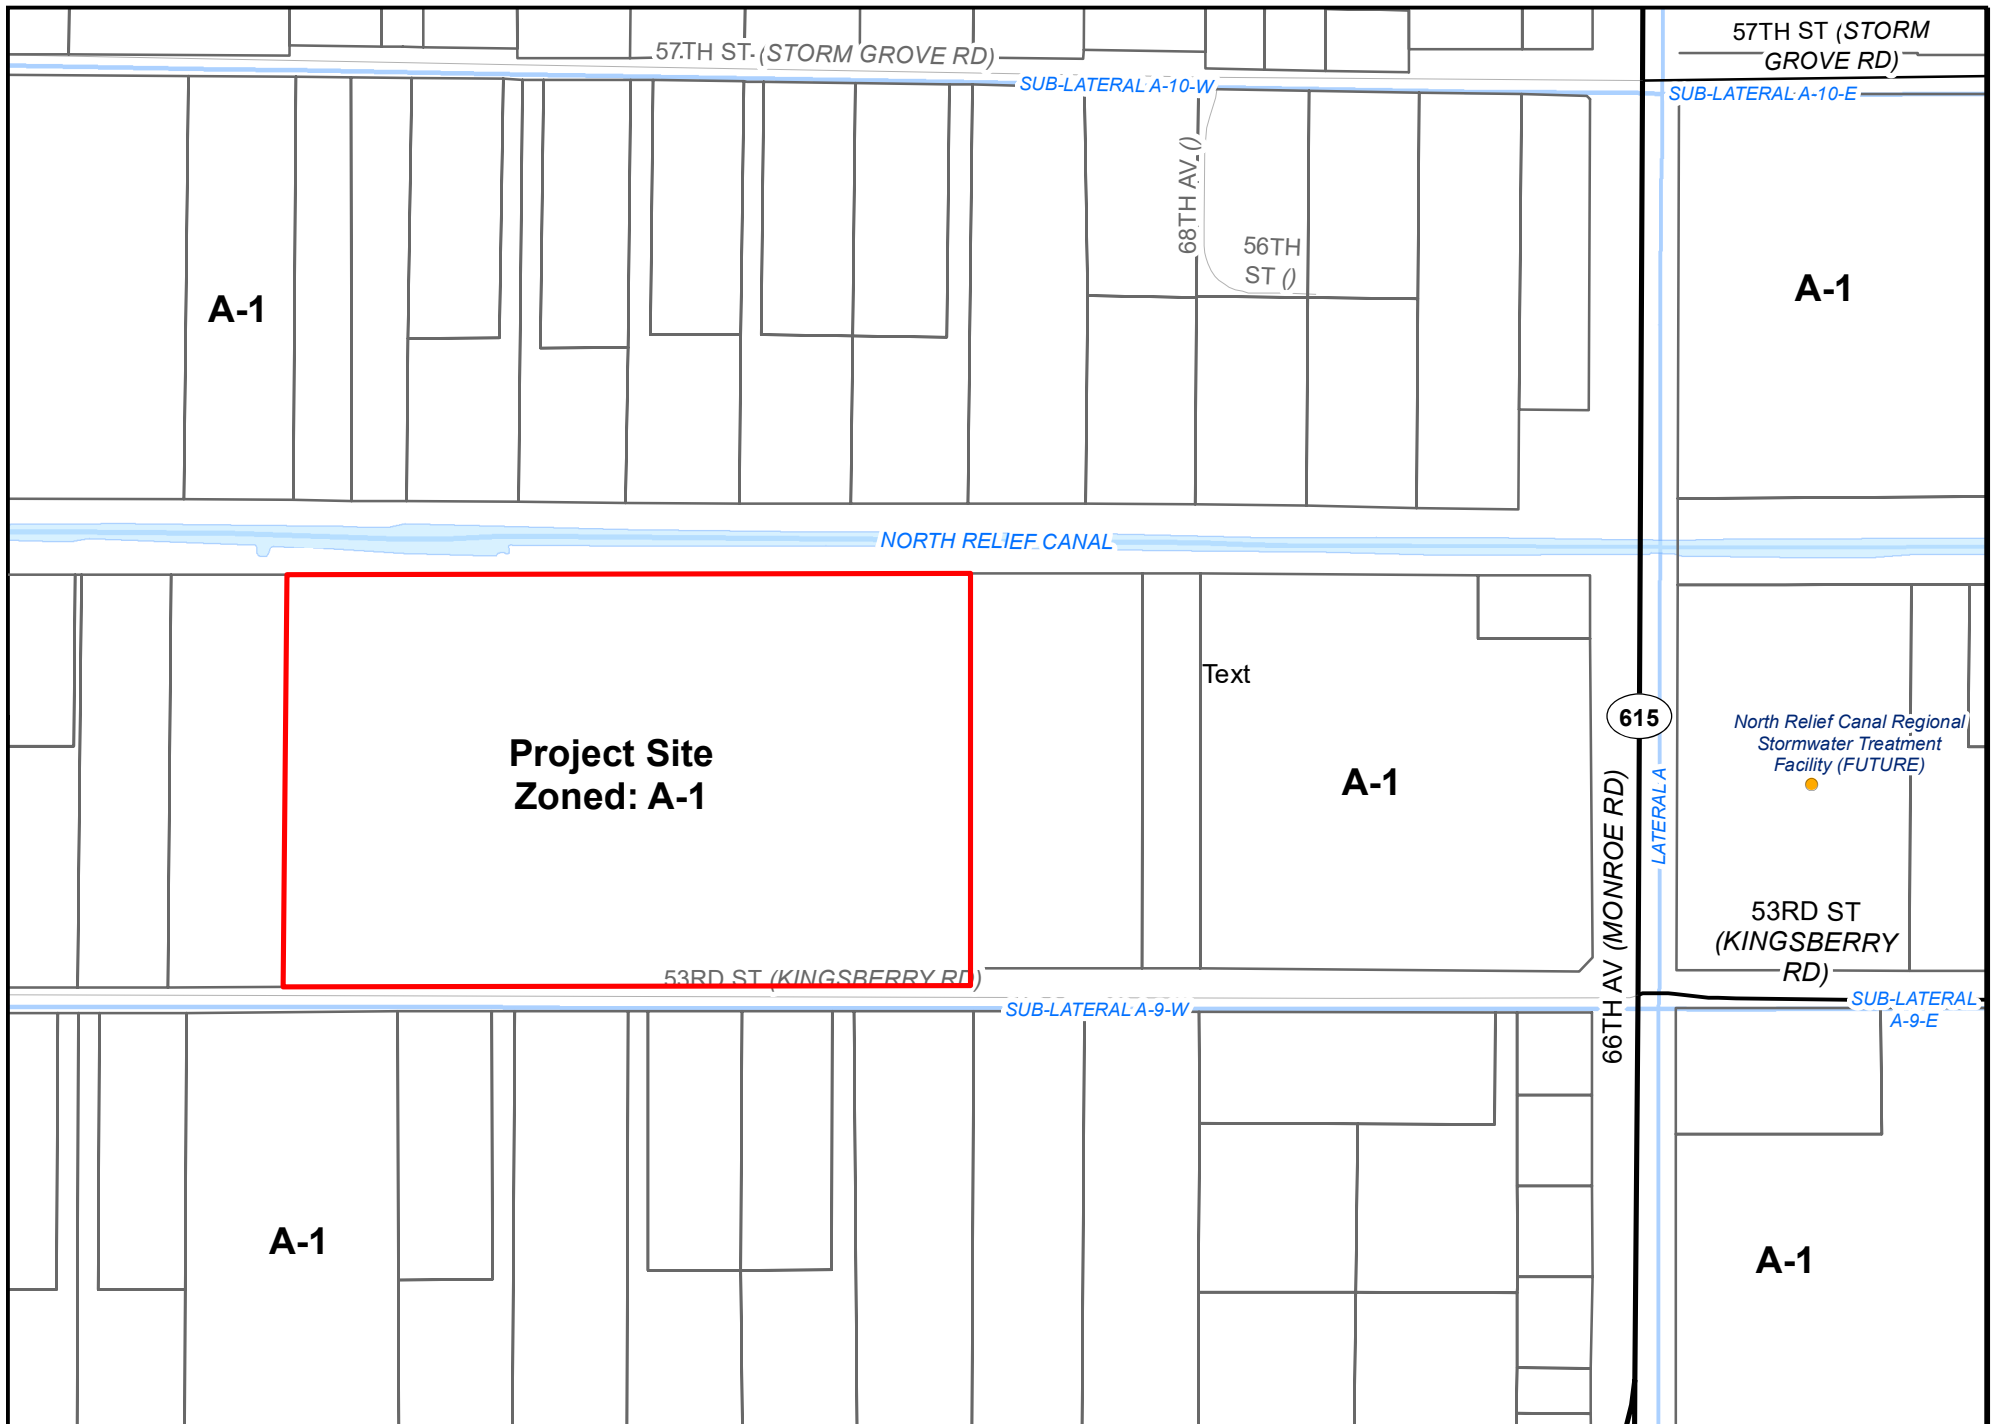 57TH ST (STORM GROVE RD)
57TH ST (STORM
GROVE RD)
SUB-LATERAL A-10-W
SUB-LATERAL A-10-E
68TH AV ()
56TH
ST ()
A-1
A-1
NORTH RELIEF CANAL
Text
Project Site
Zoned: A-1
A-1
615
North Relief Canal Regional
Stormwater Treatment
Facility (FUTURE)
LATERAL A
66TH AV (MONROE RD)
53RD ST
(KINGSBERRY
RD)
53RD ST (KINGSBERRY RD)
SUB-LATERAL A-9-W
SUB-LATERAL
A-9-E
A-1
A-1